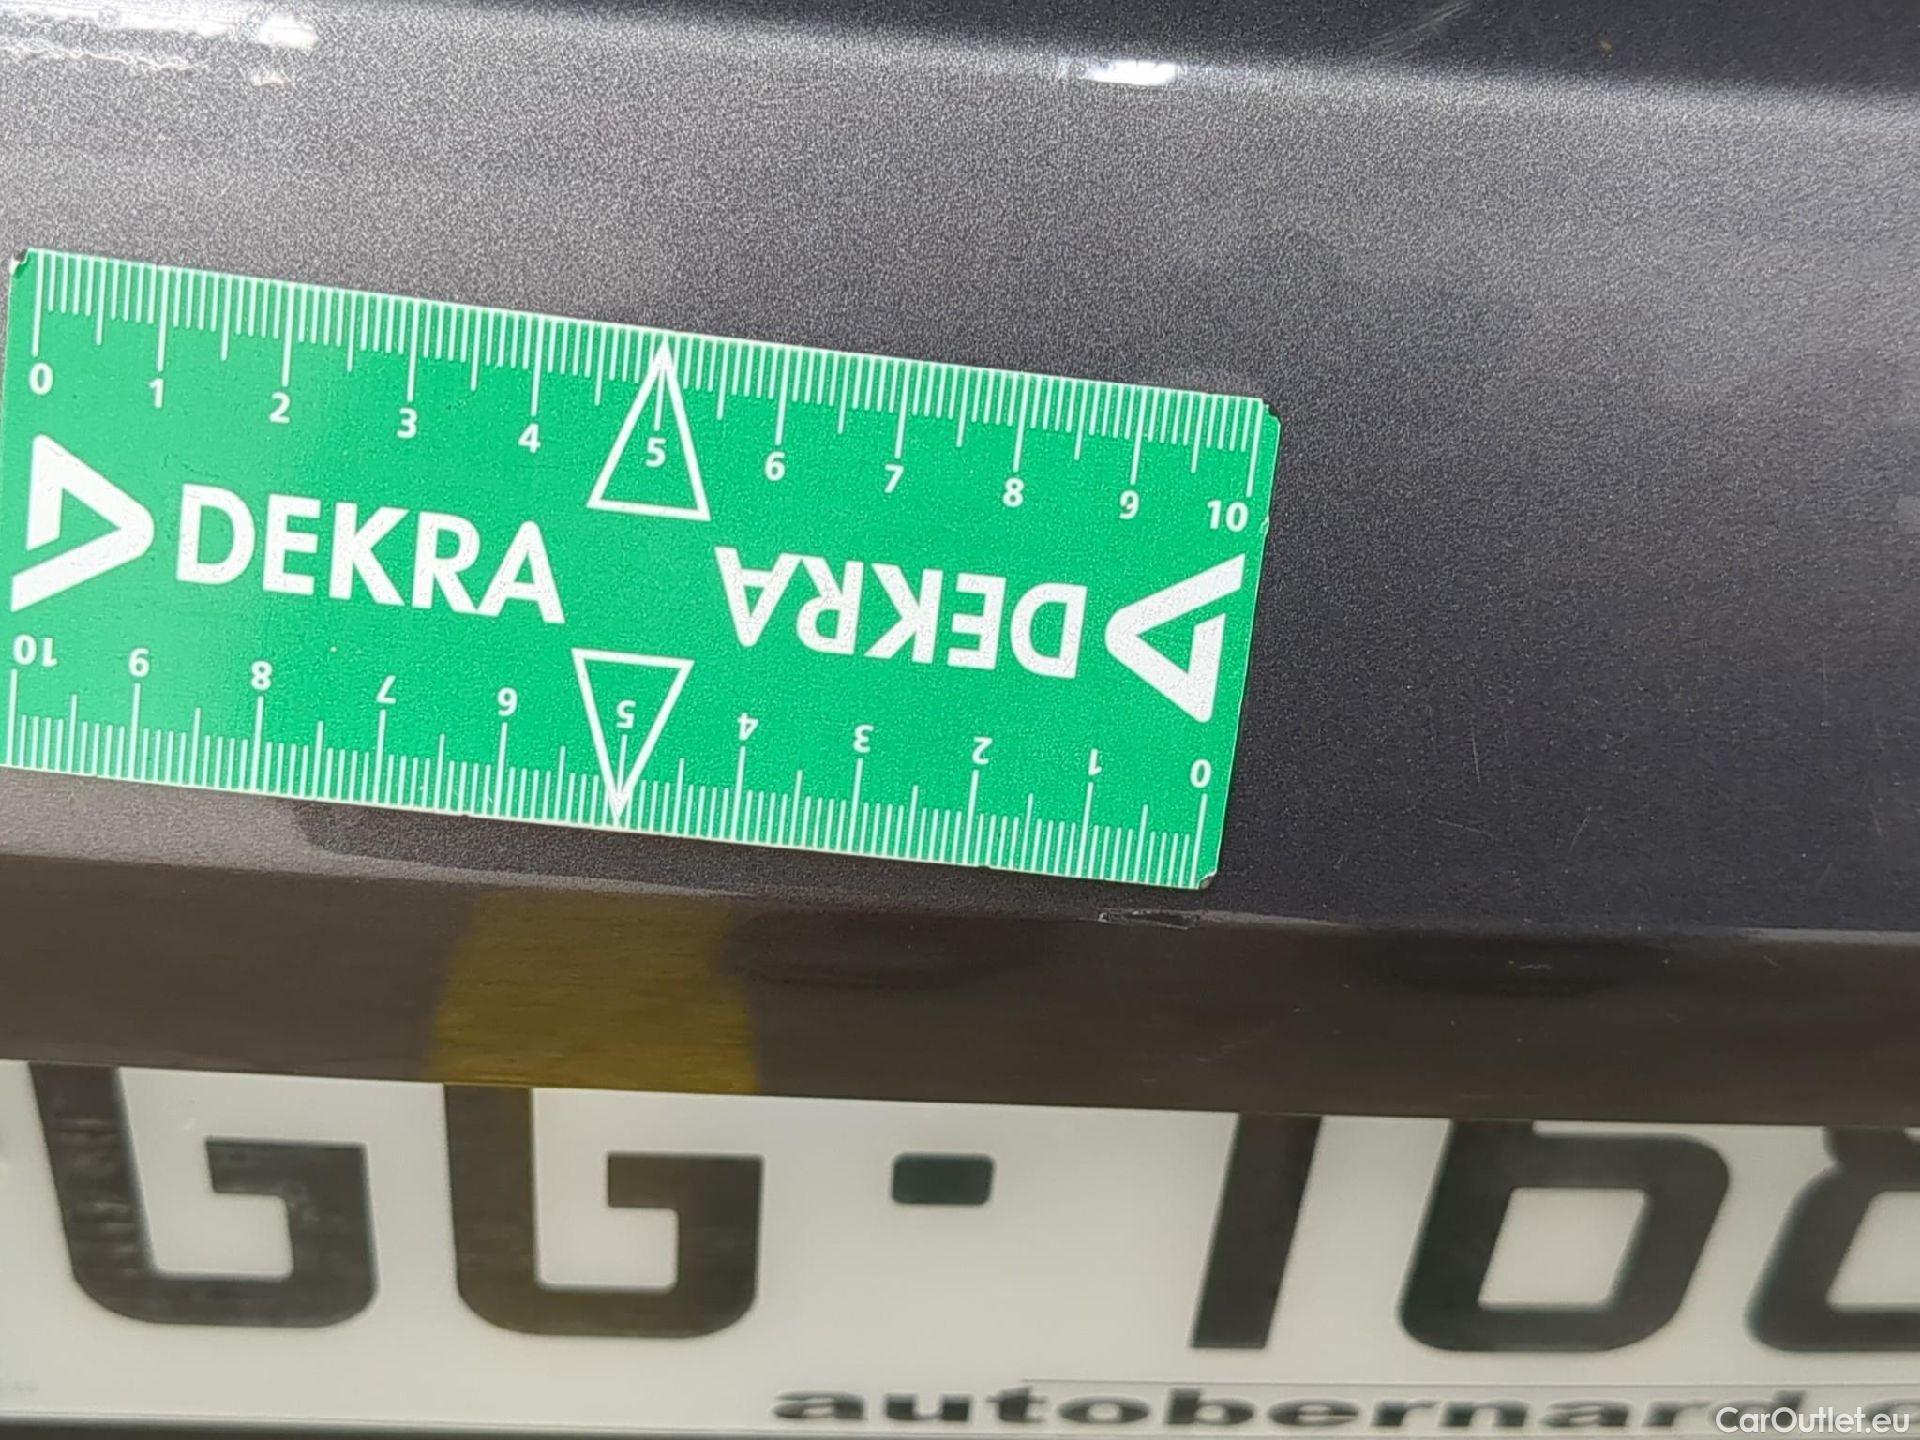 0 1 2 3 4 5 6 7 8 9 10
DEKRA
DEKRA
10 9 8 7 6 5 4 3 2 1 0
GG-168
autobernard.c
CarOutlet.eu